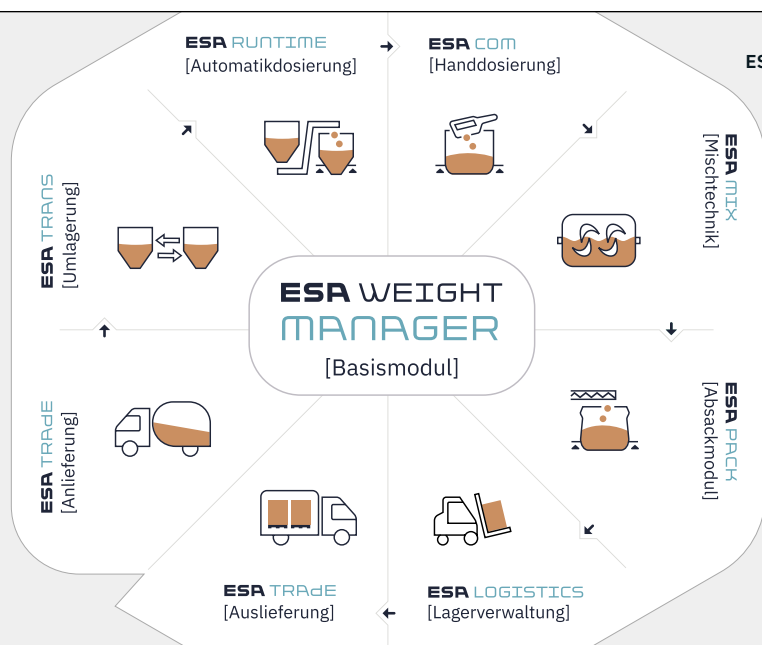 ESA RUNTIME
[Automatikdosierung]
ESA COM
[Handdosierung]
ES
ESA MIX
[Mischtechnik]
ESA TRANS
[Umlagerung]
ESA WEIGHT
MANAGER
[Basismodul]
ESA PACK
[Absackmodul]
ESA TRAdE
[Anlieferung]
ESA TRAdE
[Auslieferung]
ESA LOGISTICS
[Lagerverwaltung]